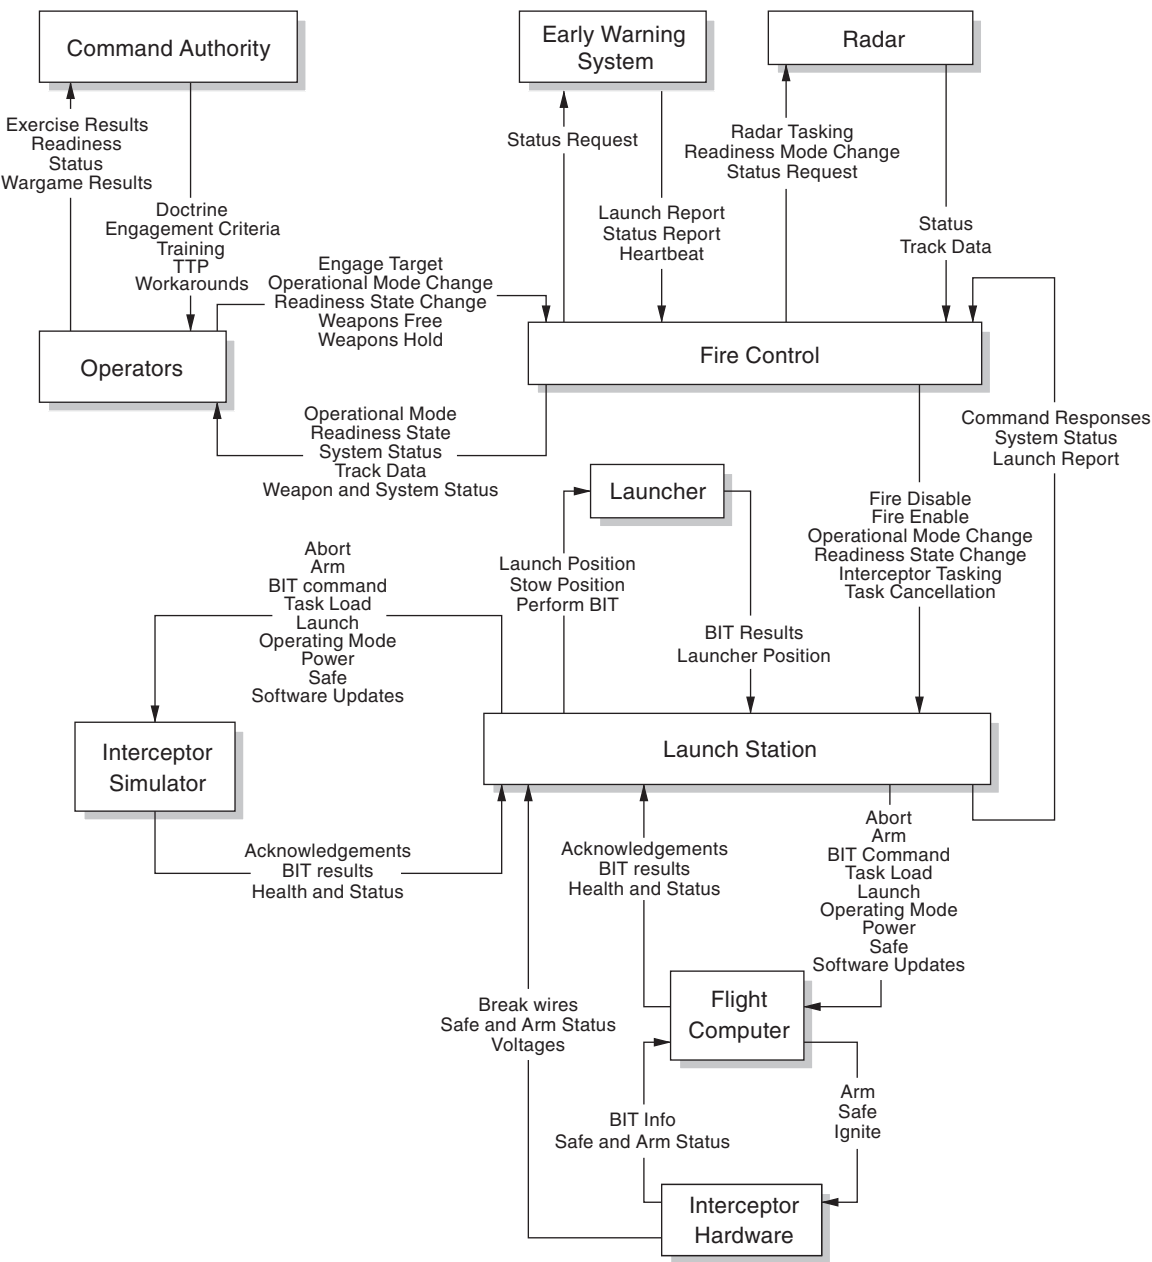 Command Authority
Early Warning
System
Radar
Exercise Results
Readiness
Status
Wargame Results
Doctrine
Engagement Criteria
Training
TTP
Workarounds
Status Request
Launch Report
Status Report
Heartbeat
Radar Tasking
Readiness Mode Change
Status Request
Status
Track Data
Engage Target
Operational Mode Change
Readiness State Change
Weapons Free
Weapons Hold
Operators
Fire Control
Operational Mode
Readiness State
System Status
Track Data
Weapon and System Status
Command Responses
System Status
Launch Report
Launcher
Fire Disable
Fire Enable
Operational Mode Change
Readiness State Change
Interceptor Tasking
Task Cancellation
Launch Position
Stow Position
Perform BIT
Abort
Arm
BIT command
Task Load
Launch
Operating Mode
Power
Safe
Software Updates
BIT Results
Launcher Position
Interceptor
Simulator
Launch Station
Acknowledgements
BIT results
Health and Status
Acknowledgements
BIT results
Health and Status
Abort
Arm
BIT Command
Task Load
Launch
Operating Mode
Power
Safe
Software Updates
Break wires
Safe and Arm Status
Voltages
Flight
Computer
BIT Info
Safe and Arm Status
Arm
Safe
Ignite
Interceptor
Hardware